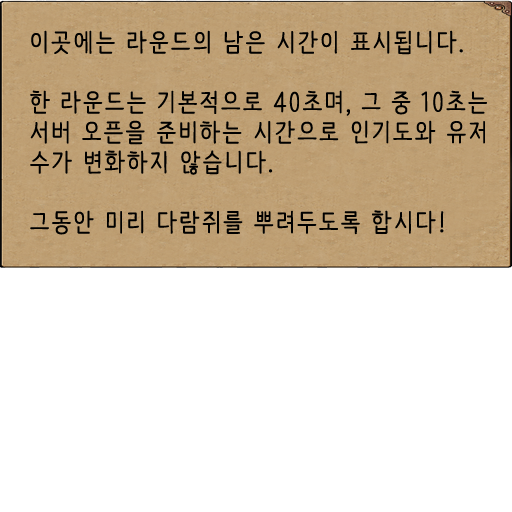 이곳에는 라운드의 남은 시간이 표시됩니다.
한 라운드는 기본적으로 40초며, 그 중 10초는
서버 오픈을 준비하는 시간으로 인기도와 유저
수가 변화하지 않습니다.
그동안 미리 다람쥐를 뿌려두도록 합시다!